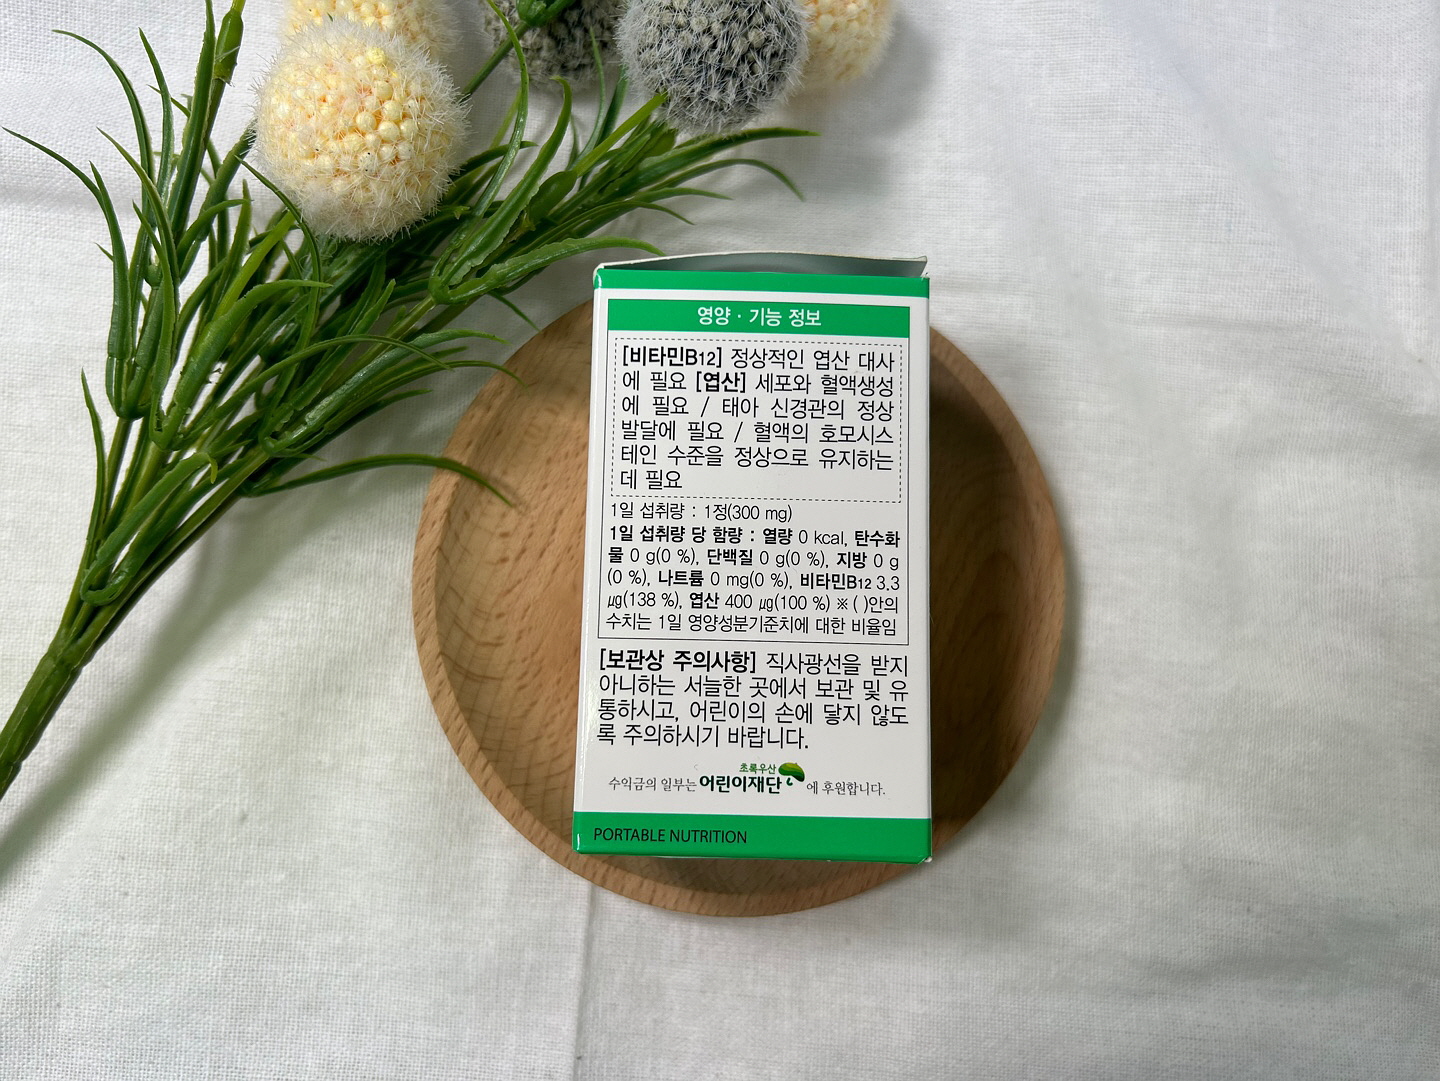 영양 · 기능 정보
[비타민B12] 정상적인 엽산 대사
에 필요 [엽산] 세포와 혈액생성
에 필요 / 태아 신경관의 정상
발달에 필요 / 혈액의 호모시스
테인 수준을 정상으로 유지하는
데 필요
1일 섭취량 : 1정(300 mg)
1일 섭취량 당 함량 : 열량 0 kcal, 탄수화
물 0 g(0 %), 단백질 0 g(0 %), 지방 0 g
(0 %), 나트륨 0 mg(0 %), 비타민B12 3.3
㎍(138 %), 엽산 400 ㎍(100 %) ※ ( )안의
수치는 1일 영양성분기준치에 대한 비율임
[보관상 주의사항] 직사광선을 받지
아니하는 서늘한 곳에서 보관 및 유
통하시고, 어린이의 손에 닿지 않도
록 주의하시기 바랍니다.
초록우산
수익금의 일부는 어린이재단 에 후원합니다.
PORTABLE NUTRITION